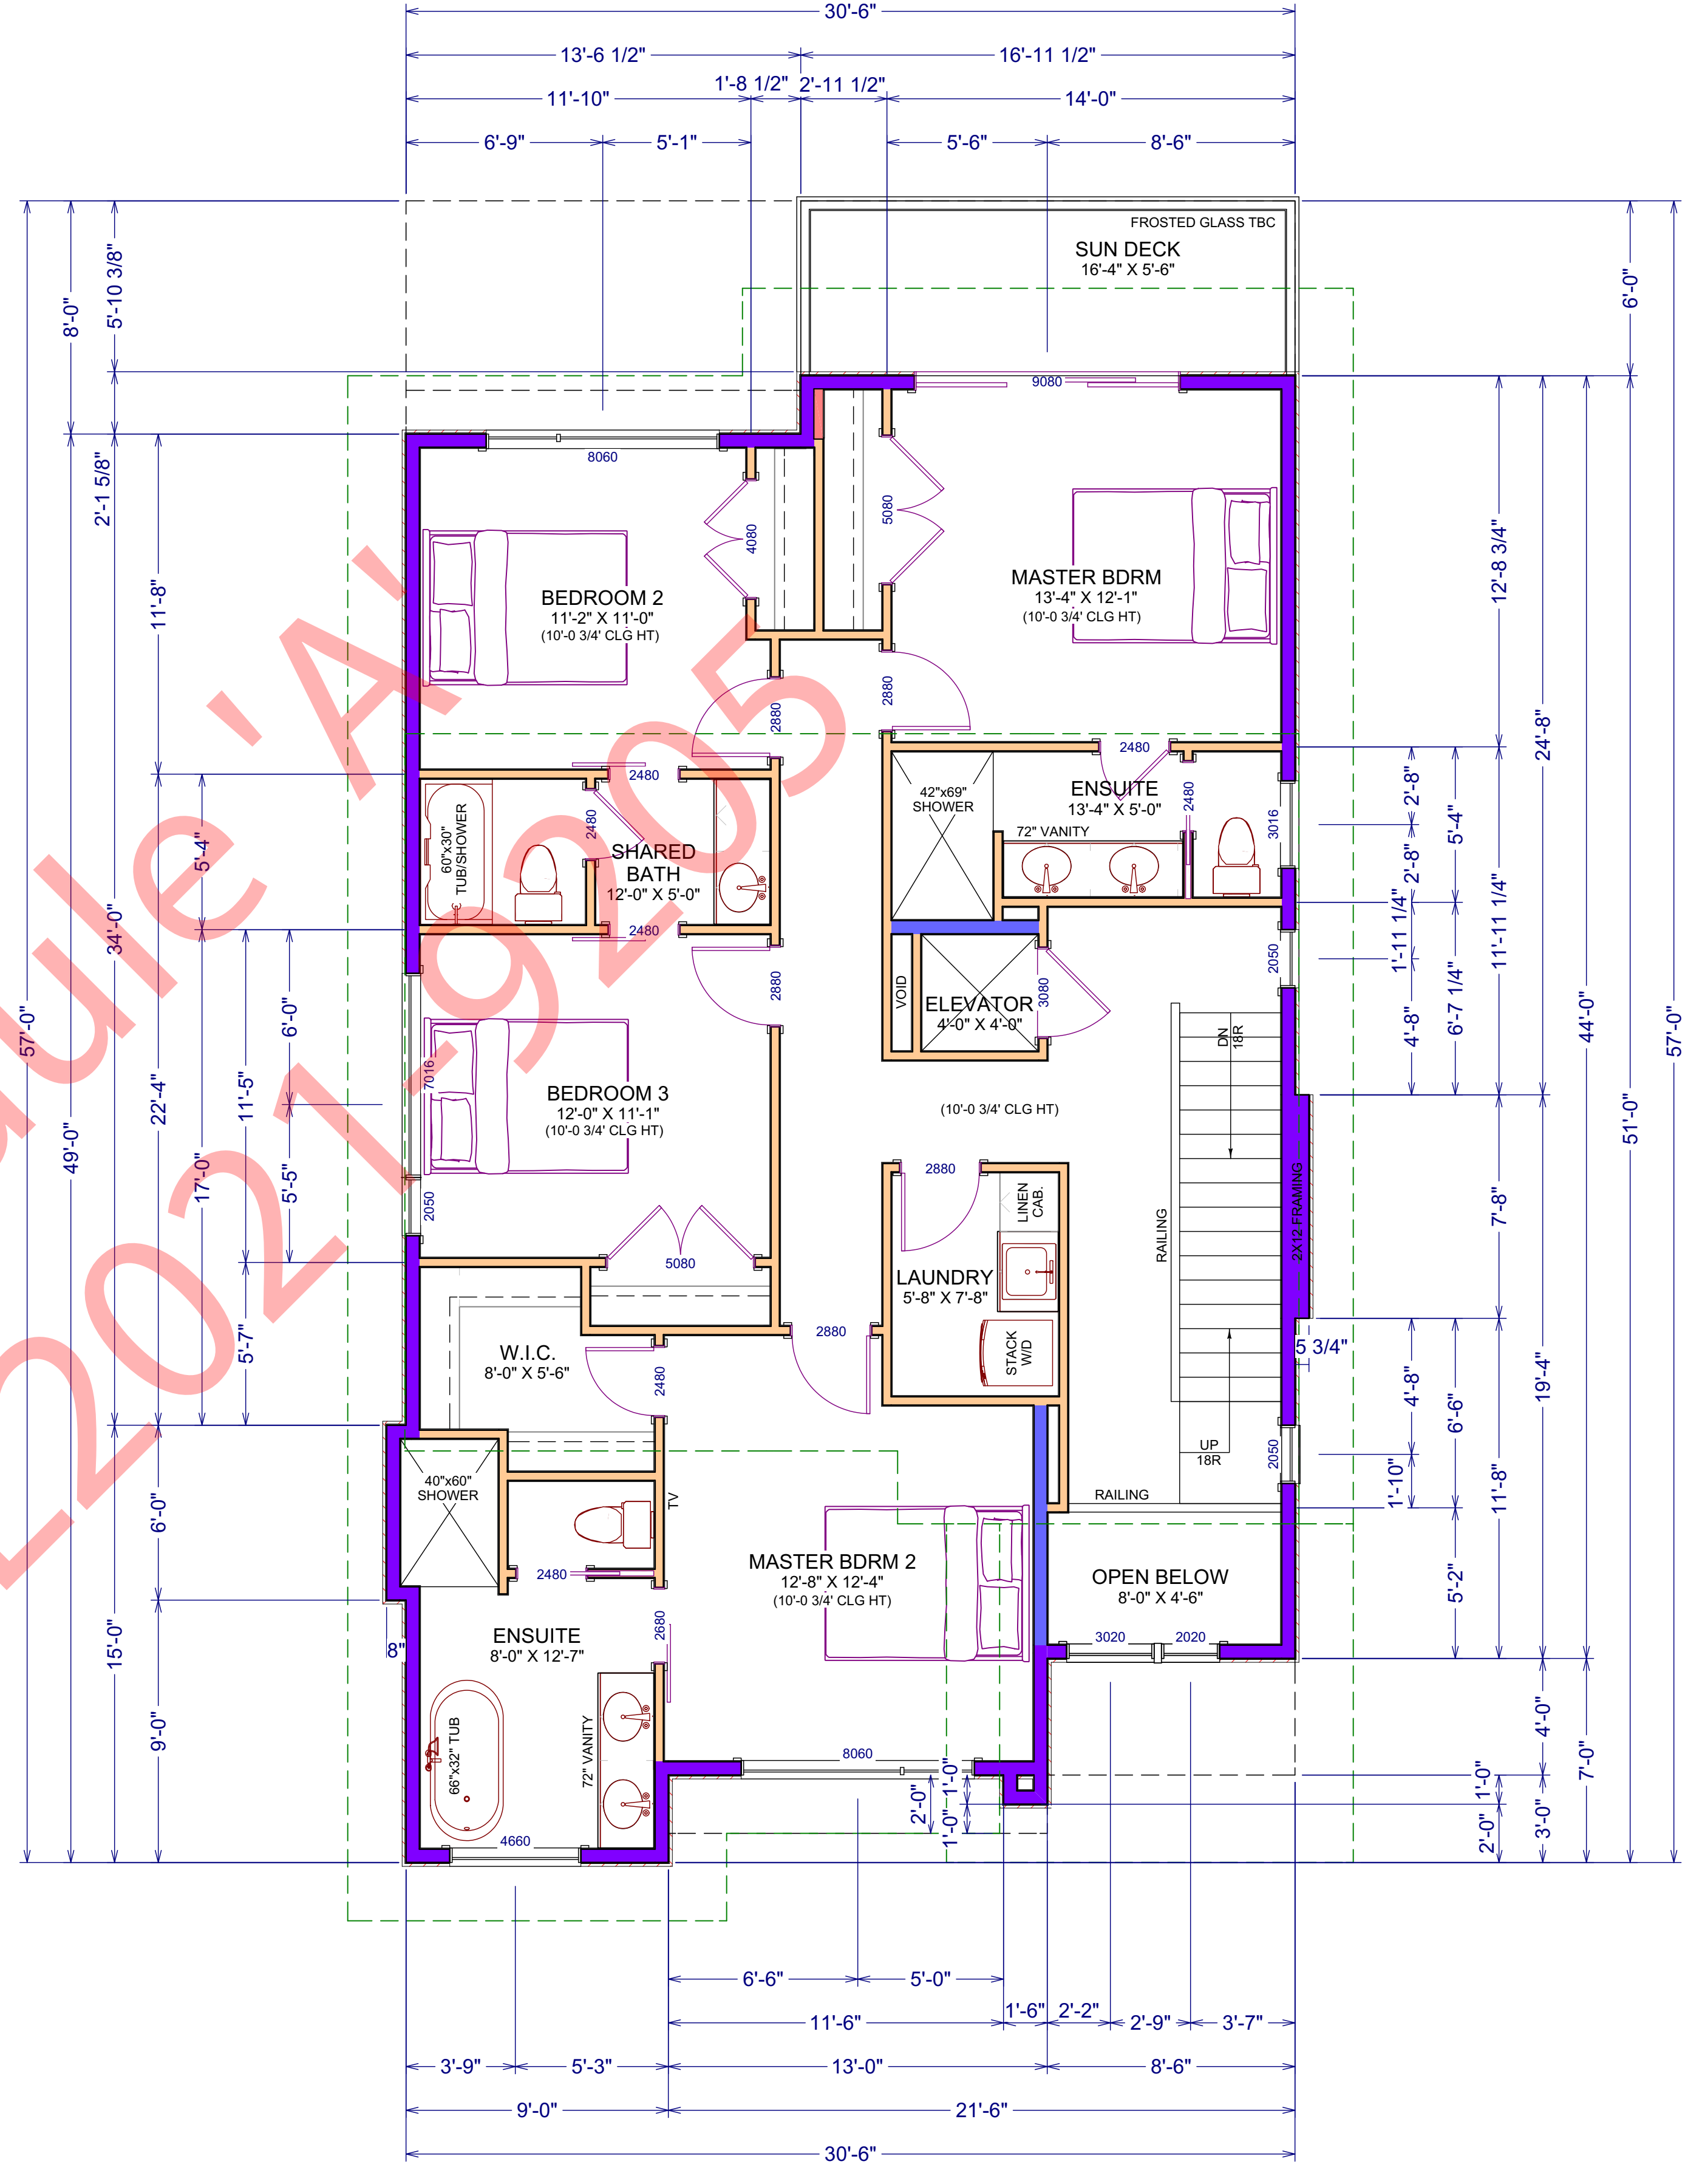 30'-6"
13'-6 1/2"
16'-11 1/2"
1'-8 1/2"
2'-11 1/2"
11'-10"
14'-0"
6'-9"
5'-1"
5'-6"
8'-6"
FROSTED GLASS TBC
SUN DECK
16'-4" X 5'-6"
8'-0"
5'-10 3/8"
6'-0"
9080
8060
2'-1 5/8"
4080
5080
12'-8 3/4"
11'-8"
BEDROOM 2
11'-2" X 11'-0"
(10'-0 3/4' CLG HT)
MASTER BDRM
13'-4" X 12'-1"
(10'-0 3/4' CLG HT)
2880
2880
24'-8"
2480
2480
2480
2480
60"x30"
TUB/SHOWER
SHARED
BATH
12'-0" X 5'-0"
42"x69"
SHOWER
ENSUITE
13'-4" X 5'-0"
72" VANITY
3016
2'-8"
2'-8"
5'-4"
5'-4"
34'-0"
2480
2880
VOID
ELEVATOR
4'-0" X 4'-0"
3080
2050
1'-11 1/4"
11'-11 1/4"
4'-8"
6'-7 1/4"
DN
18R
57'-0"
49'-0"
22'-4"
17'-0"
11'-5"
6'-0"
5'-5"
7016
2050
BEDROOM 3
12'-0" X 11'-1"
(10'-0 3/4' CLG HT)
(10'-0 3/4' CLG HT)
44'-0"
51'-0"
57'-0"
2880
LINEN
CAB.
RAILING
2X12 FRAMING
7'-8"
5080
LAUNDRY
5'-8" X 7'-8"
STACK
W/D
2880
5 3/4"
5'-7"
W.I.C.
8'-0" X 5'-6"
2480
4'-8"
6'-6"
19'-4"
UP
18R
2050
1'-10"
11'-8"
RAILING
40"x60"
SHOWER
TV
6'-0"
2480
MASTER BDRM 2
12'-8" X 12'-4"
(10'-0 3/4' CLG HT)
OPEN BELOW
8'-0" X 4'-6"
5'-2"
15'-0"
8"
ENSUITE
8'-0" X 12'-7"
2680
3020
2020
9'-0"
66"x32" TUB
72" VANITY
8060
4'-0"
7'-0"
2'-0"
1'-0"
1'-0"
1'-0"
3'-0"
2'-0"
4660
6'-6"
5'-0"
11'-6"
1'-6"
2'-2"
2'-9"
3'-7"
3'-9"
5'-3"
13'-0"
8'-6"
9'-0"
21'-6"
30'-6"
ule 'A'
2021-9205